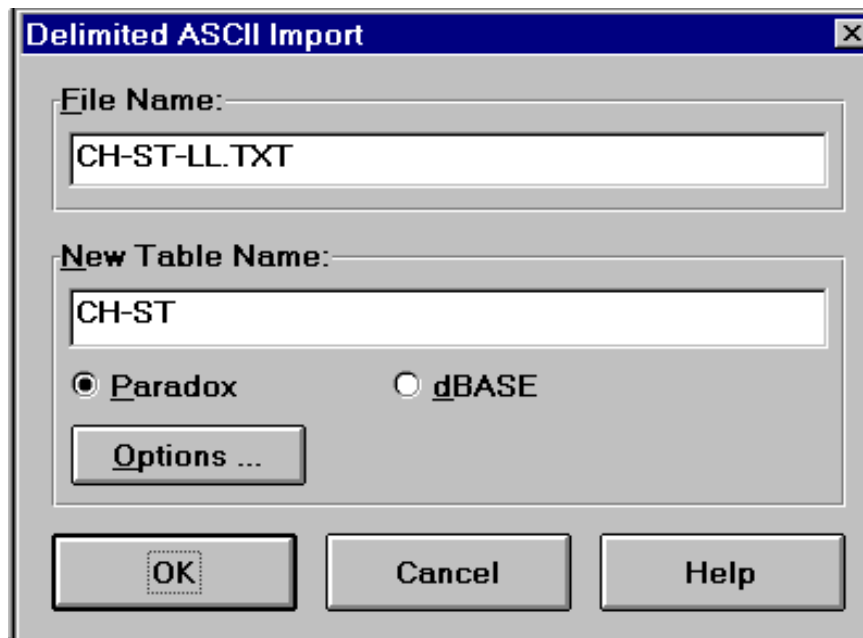 Delimited ASCII Import
File Name:
CH-ST-LL.TXT
New Table Name:
CH-ST
Paradox dBASE
Options ...
OK Cancel Help